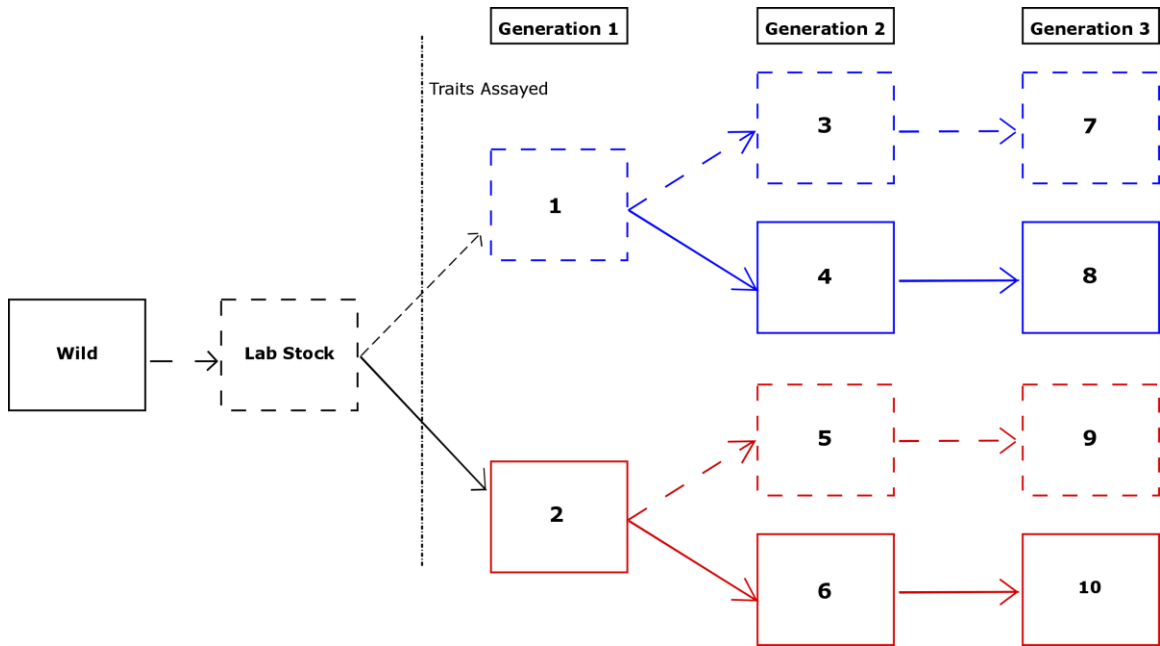 Generation 1
Generation 2
Generation 3
Traits Assayed
3
7
1
4
8
Wild
Lab Stock
5
9
2
6
10